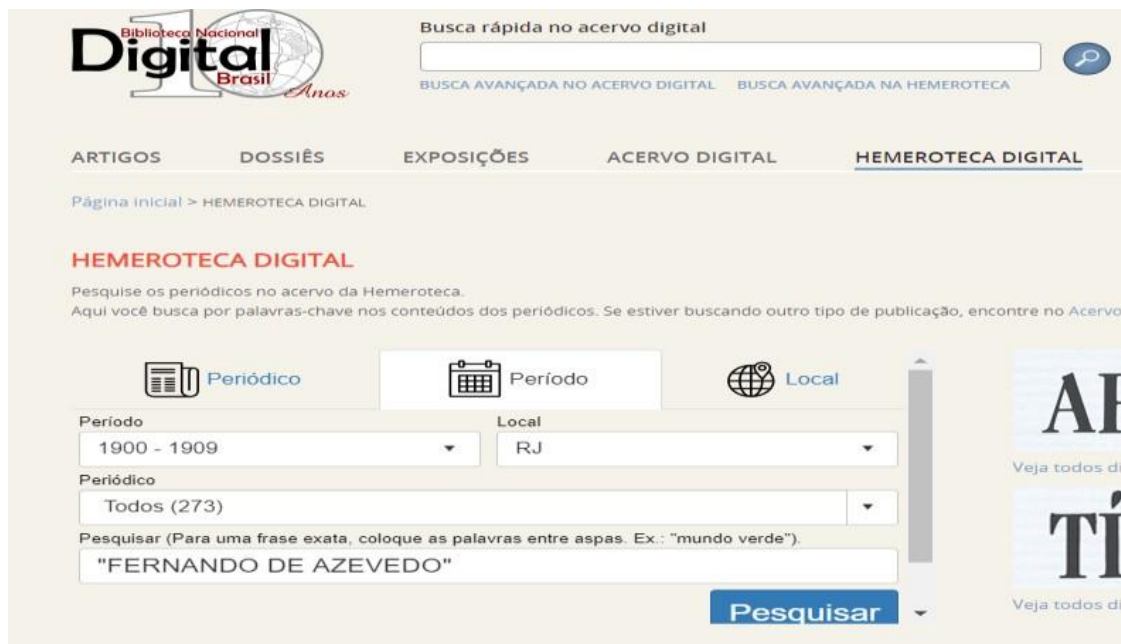 Biblioteca Nacional
Digital
Brasil
10
Anos
Busca rápida no acervo digital
BUSCA AVANÇADA NO ACERVO DIGITAL BUSCA AVANÇADA NA HEMEROTECA
ARTIGOS DOSSIÊS EXPOSIÇÕES ACERVO DIGITAL HEMEROTECA DIGITAL
Página inicial > HEMEROTECA DIGITAL
HEMEROTECA DIGITAL
Pesquise os periódicos no acervo da Hemeroteca.
Aqui você busca por palavras-chave nos conteúdos dos periódicos. Se estiver buscando outro tipo de publicação, encontre no Acervo
Periódico Período Local
Período Local
1900 - 1909 RJ
Periódico
Todos (273)
Pesquisar (Para uma frase exata, coloque as palavras entre aspas. Ex.: "mundo verde").
"FERNANDO DE AZEVEDO"
Pesquisar
Veja todos di
TÍ
Veja todos di